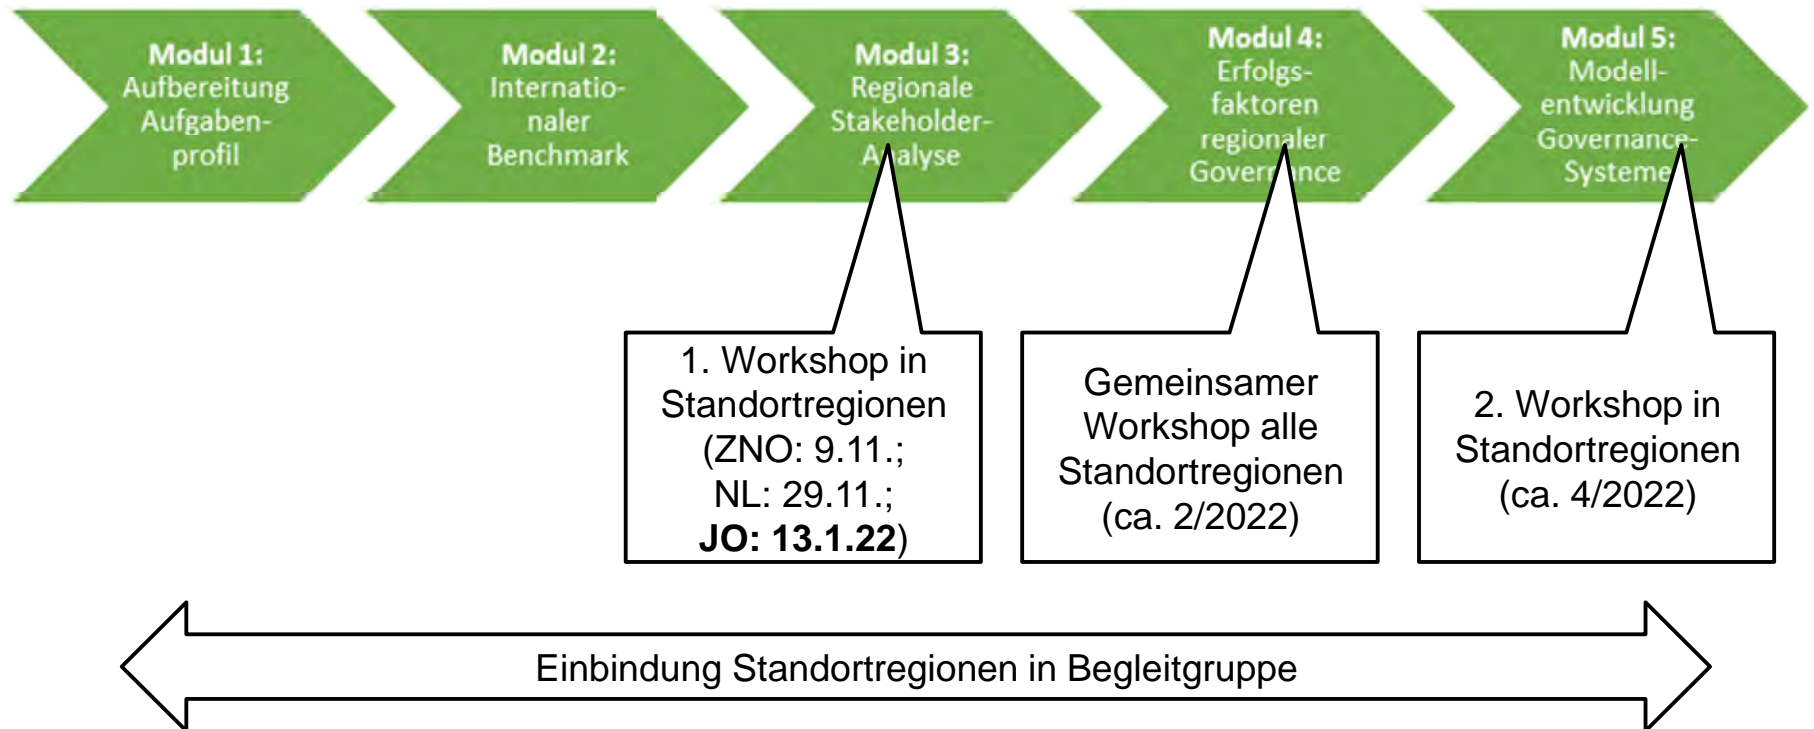 Modul 1:
Aufbereitung
Aufgaben-
profil
Modul 2:
Internatio-
naler
Benchmark
Modul 3:
Regionale
Stakeholder-
Analyse
Modul 4:
Erfolgs-
faktoren
regionaler
Governance
Modul 5:
Modell-
entwicklung
Governance-
Systeme
1. Workshop in
Standortregionen
(ZNO: 9.11.;
NL: 29.11.;
JO: 13.1.22)
Gemeinsamer
Workshop alle
Standortregionen
(ca. 2/2022)
2. Workshop in
Standortregionen
(ca. 4/2022)
Einbindung Standortregionen in Begleitgruppe